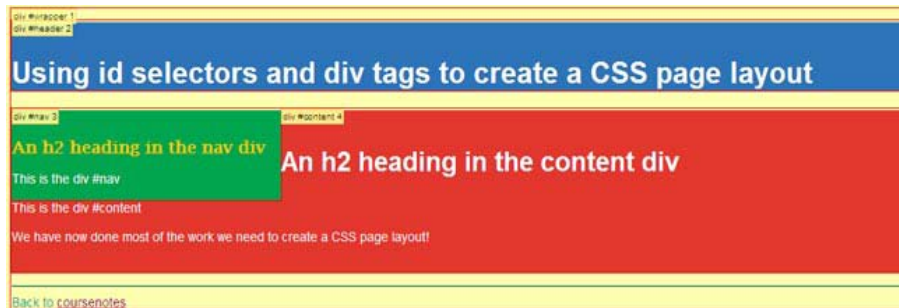 div #wrapper 1
div #header 2
Using id selectors and div tags to create a CSS page layout
div #nav 3
div #content 4
An h2 heading in the nav div
An h2 heading in the content div
This is the div #nav
This is the div #content
We have now done most of the work we need to create a CSS page layout!
Back to coursenotes